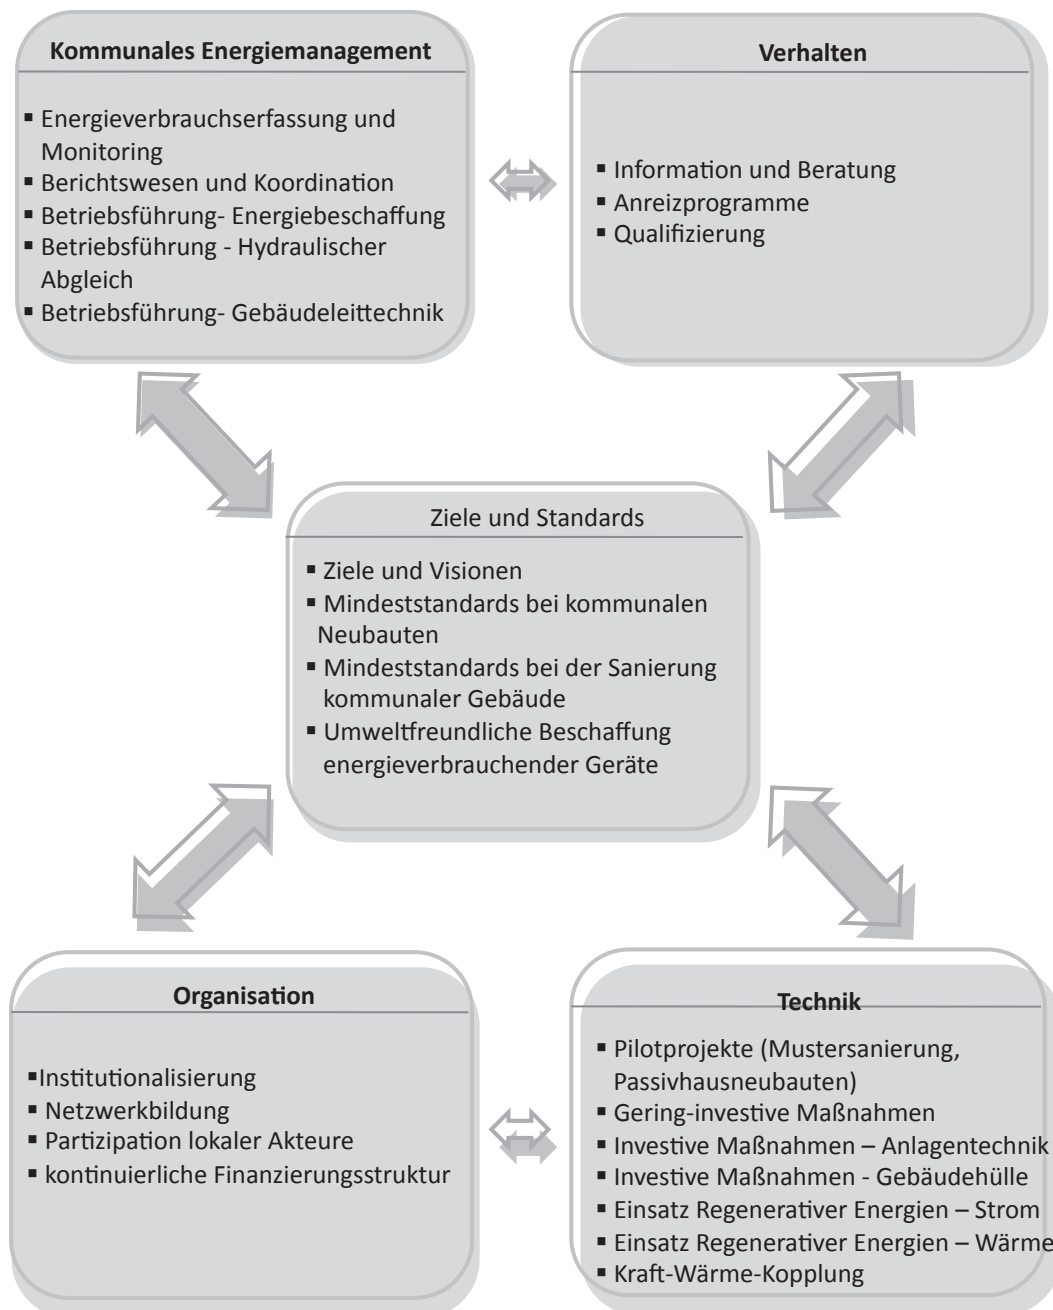 Kommunales Energiemanagement
▪ Energieverbrauchserfassung und
Monitoring
▪ Berichtswesen und Koordination
▪ Betriebsführung- Energiebeschaffung
▪ Betriebsführung - Hydraulischer
Abgleich
▪ Betriebsführung- Gebäudeleittechnik
Verhalten
▪ Information und Beratung
▪ Anreizprogramme
▪ Qualifizierung
Ziele und Standards
▪ Ziele und Visionen
▪ Mindeststandards bei kommunalen
Neubauten
▪ Mindeststandards bei der Sanierung
kommunaler Gebäude
▪ Umweltfreundliche Beschaffung
energieverbrauchender Geräte
Organisation
▪Institutionalisierung
▪ Netzwerkbildung
▪ Partizipation lokaler Akteure
▪ kontinuierliche Finanzierungsstruktur
Technik
▪ Pilotprojekte (Mustersanierung,
Passivhausneubauten)
▪ Gering-investive Maßnahmen
▪ Investive Maßnahmen – Anlagentechnik
▪ Investive Maßnahmen - Gebäudehülle
▪ Einsatz Regenerativer Energien – Strom
▪ Einsatz Regenerativer Energien – Wärme
▪ Kraft-Wärme-Kopplung